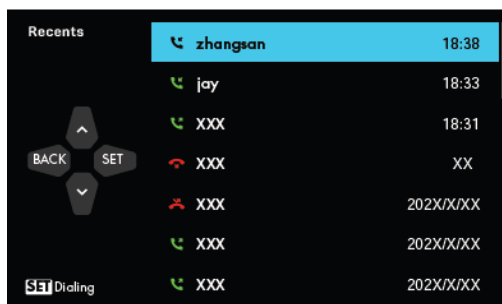 Recents
zhangsan 18:38
jay 18:33
XXX 18:31
BACK SET
XXX XX
XXX 202X/X/XX
XXX 202X/X/XX
SET Dialing
XXX 202X/X/XX